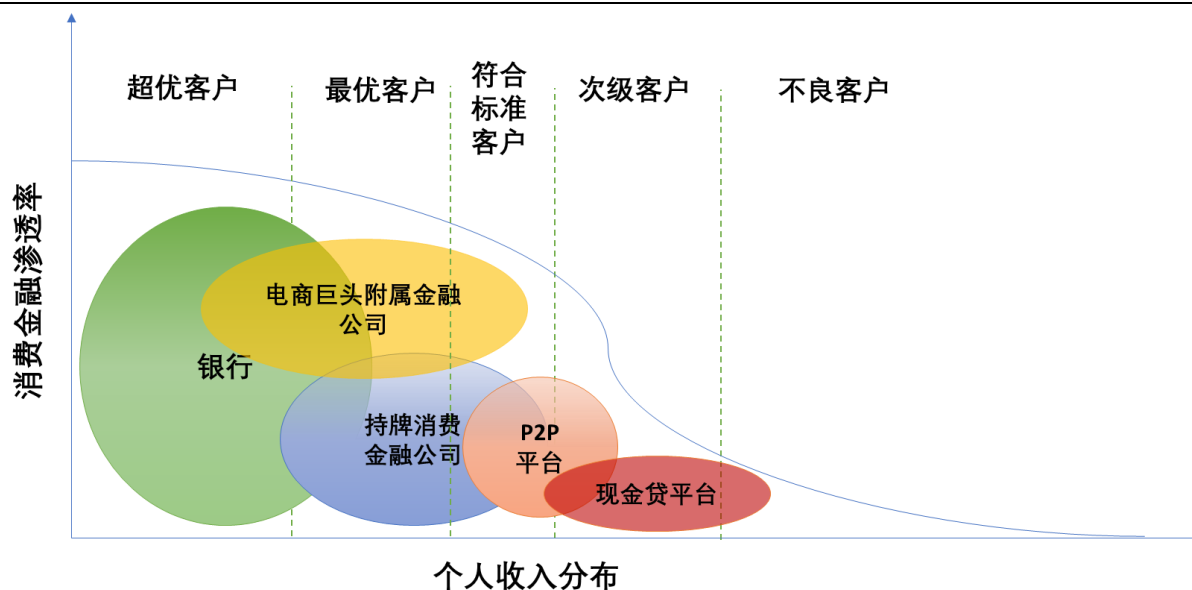 超优客户
最优客户
符合
标准
客户
次级客户
不良客户
消费金融渗透率
电商巨头附属金融
公司
银行
持牌消费
金融公司
P2P
平台
现金贷平台
个人收入分布